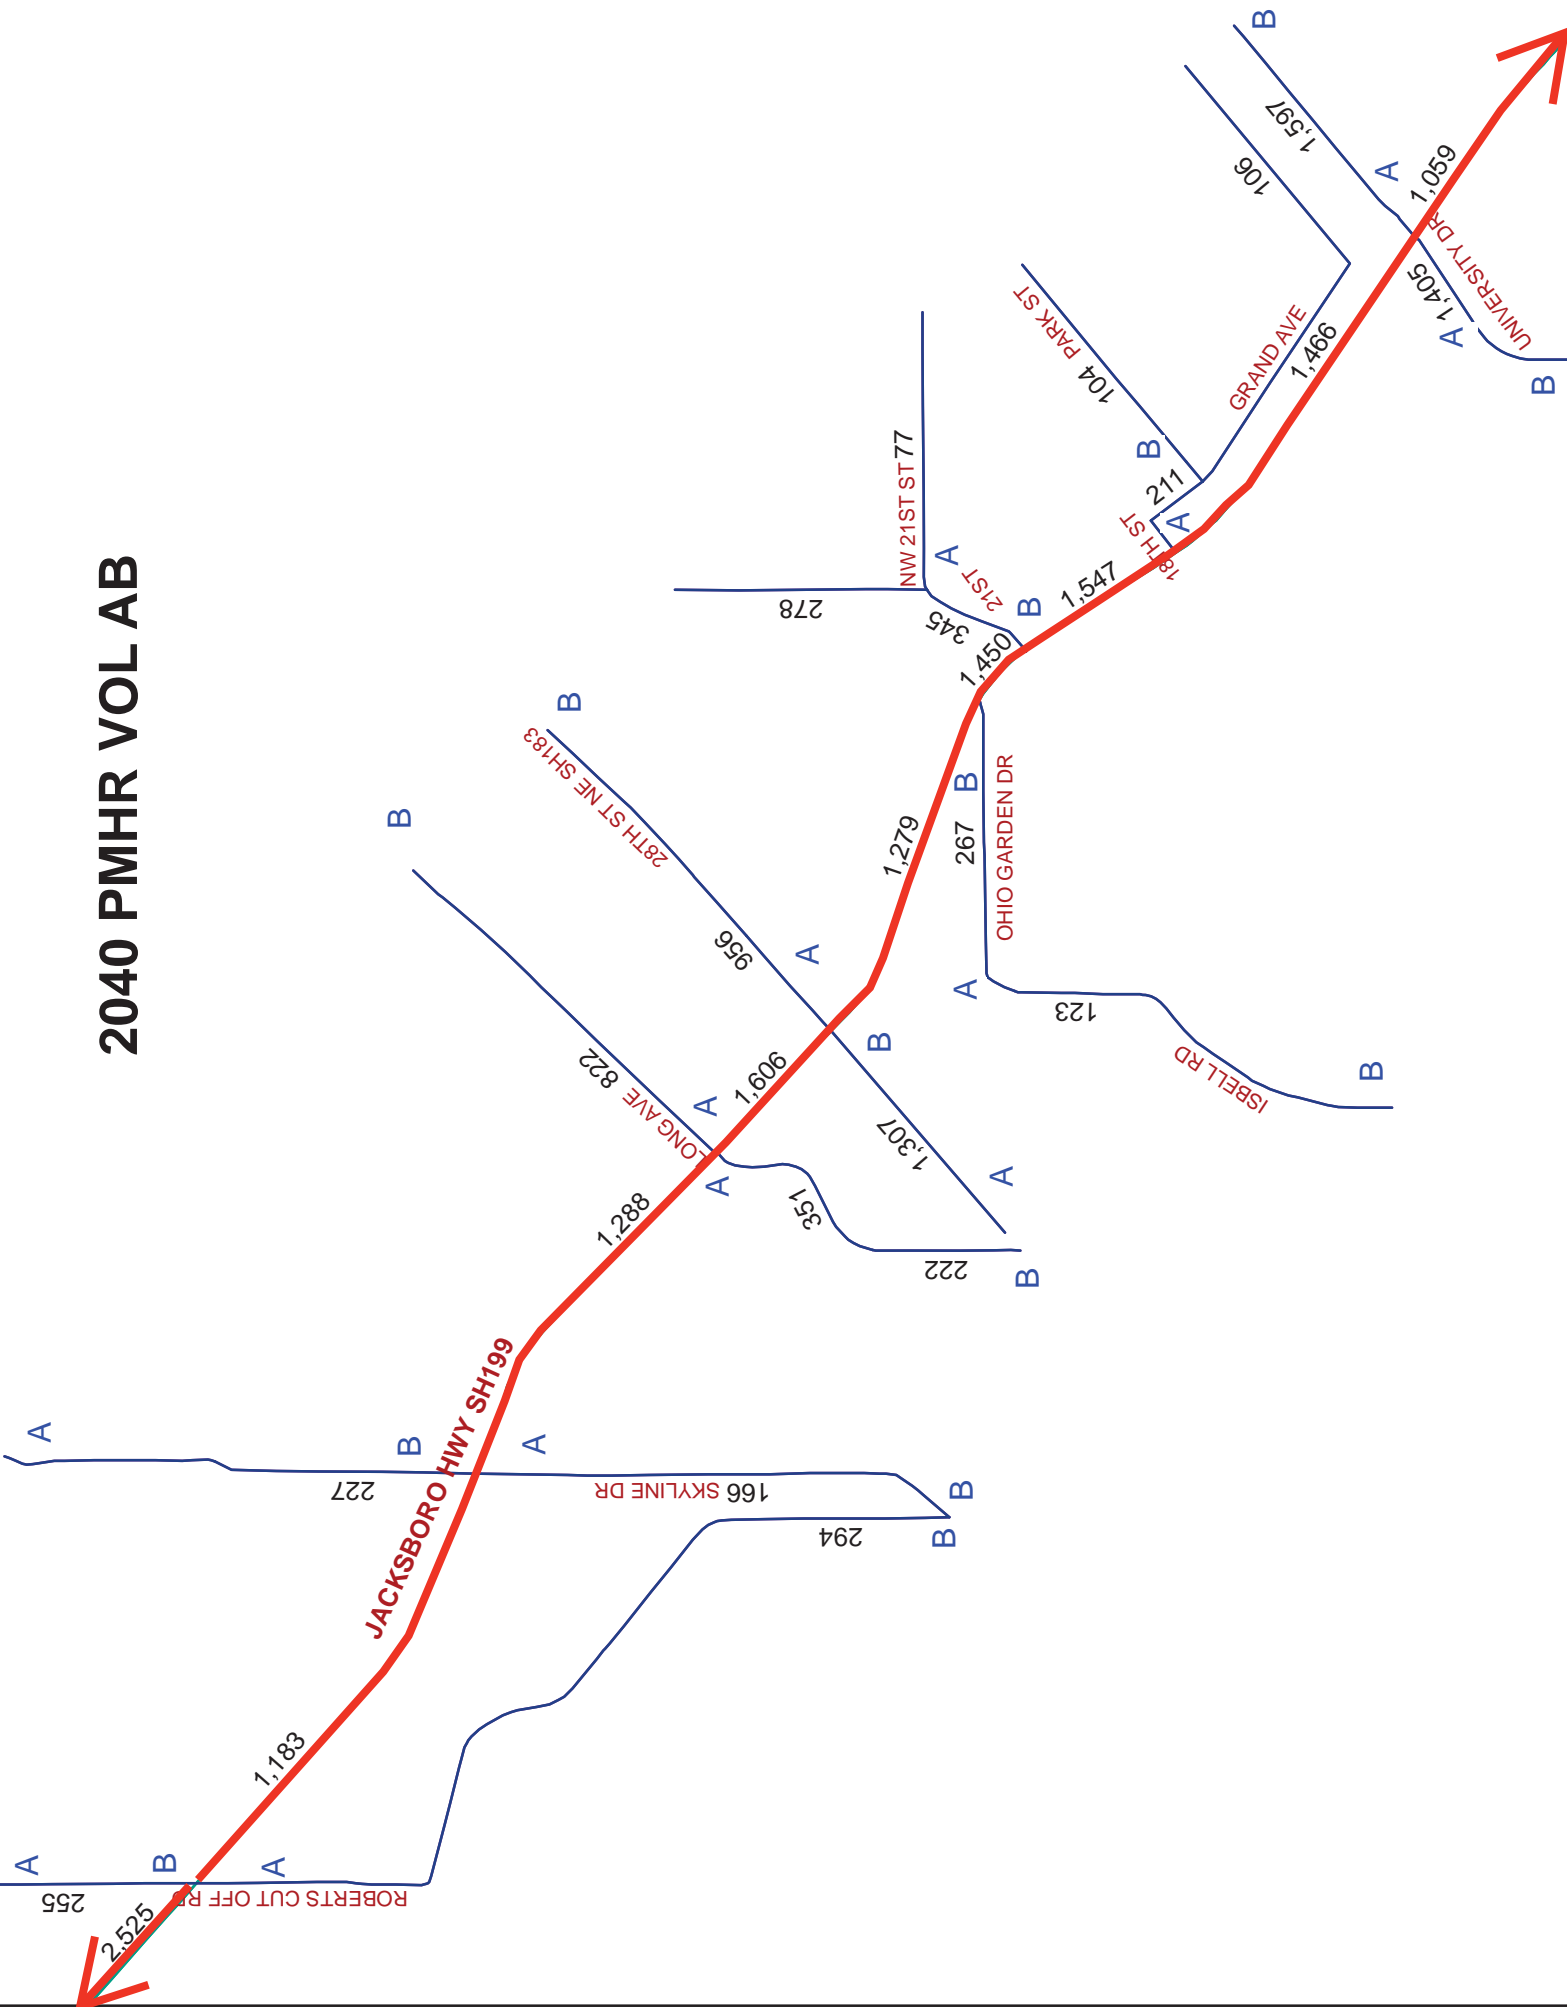 2040 PMHR VOL AB
2,525
255
A
B
A
ROBERTS CUT OFF RD
1,183
JACKSBORO HWY SH199
A
227
B
A
166 SKYLINE DR
B
294
B
1,288
LONG AVE
822
B
A
A
351
222
B
1,606
28TH ST NE SH183
B
956
A
B
1,307
A
1,279
B
267
OHIO GARDEN DR
A
123
ISBELL RD
B
1,450
278
NW 21ST ST 77
A
21ST
345
B
1,547
18TH ST
A
211
B
104
PARK ST
GRAND AVE
106
1,466
1,597
B
A
1,059
1,405
UNIVERSITY DR
A
B